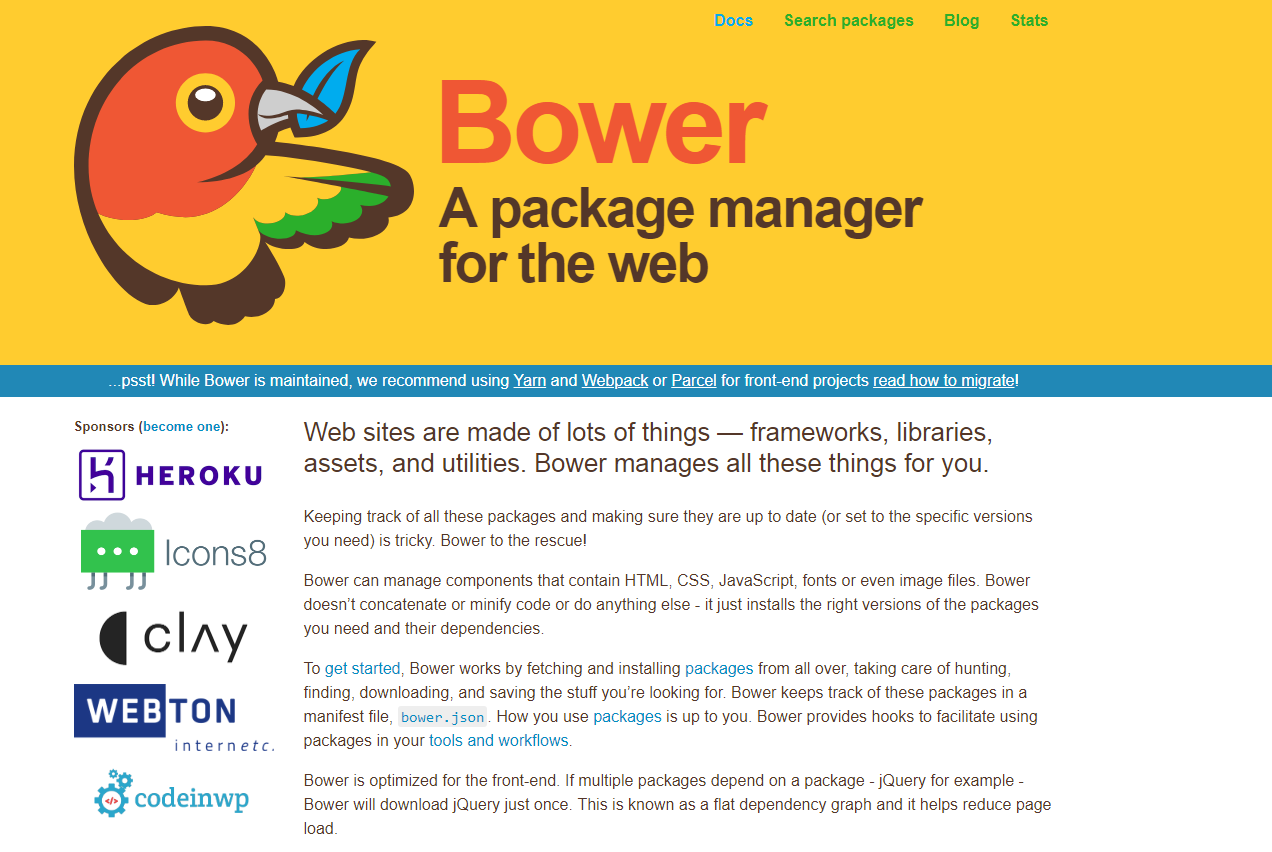 Docs Search packages Blog Stats
Bower
A package manager
for the web
...psst! While Bower is maintained, we recommend using Yarn and Webpack or Parcel for front-end projects read how to migrate!
Sponsors (become one):
HEROKU
Icons8
clay
WEBTON
internetc.
</> codeinwp
Web sites are made of lots of things — frameworks, libraries,
assets, and utilities. Bower manages all these things for you.
Keeping track of all these packages and making sure they are up to date (or set to the specific versions
you need) is tricky. Bower to the rescue!
Bower can manage components that contain HTML, CSS, JavaScript, fonts or even image files. Bower
doesn’t concatenate or minify code or do anything else - it just installs the right versions of the packages
you need and their dependencies.
To get started, Bower works by fetching and installing packages from all over, taking care of hunting,
finding, downloading, and saving the stuff you’re looking for. Bower keeps track of these packages in a
manifest file, bower.json. How you use packages is up to you. Bower provides hooks to facilitate using
packages in your tools and workflows.
Bower is optimized for the front-end. If multiple packages depend on a package - jQuery for example -
Bower will download jQuery just once. This is known as a flat dependency graph and it helps reduce page
load.